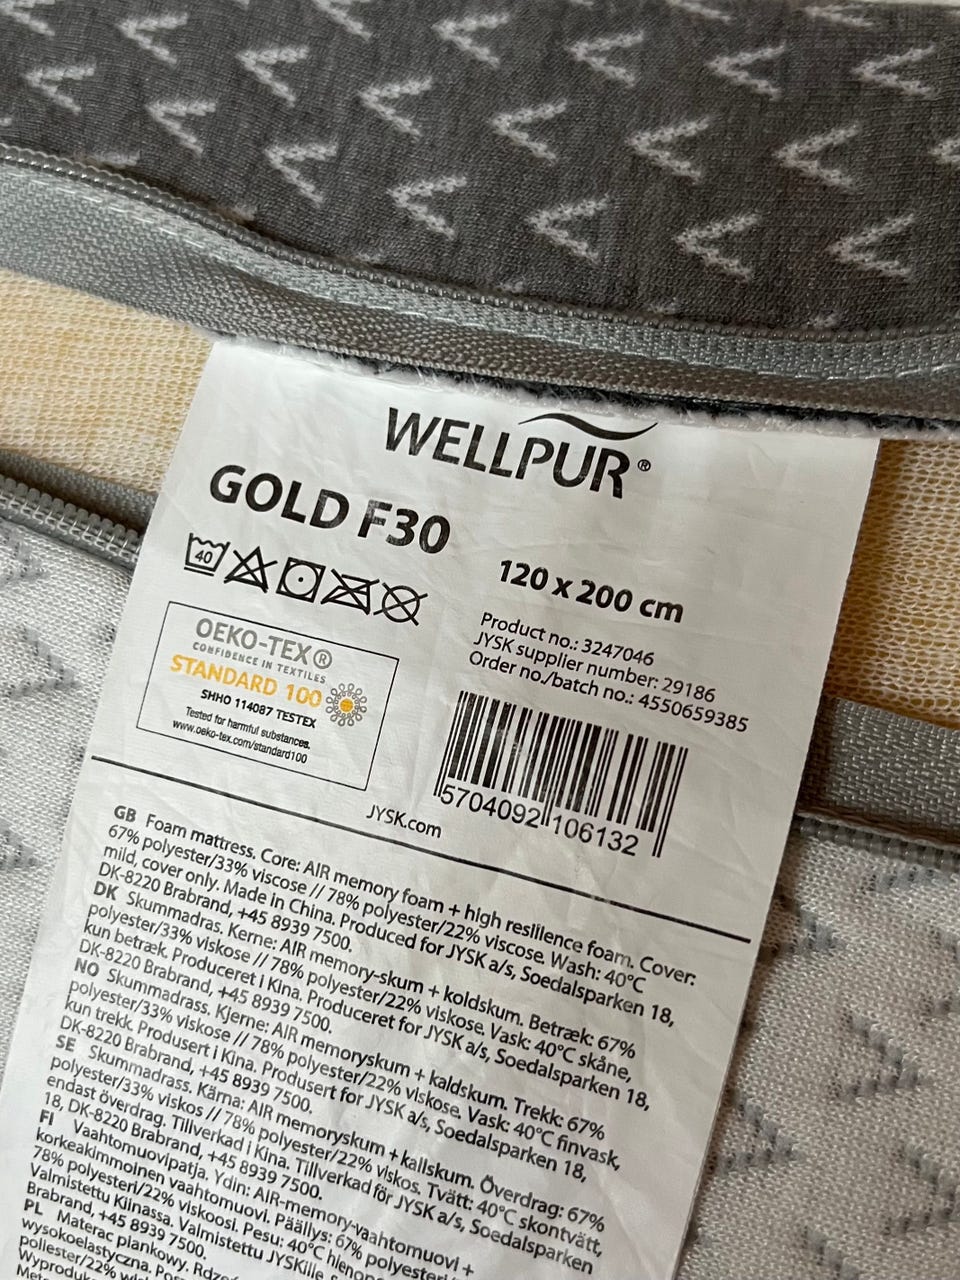 WELLPUR®
GOLD F30
120 x 200 cm
40
Product no.: 3247046
JYSK supplier number: 29186
Order no./batch no.: 4550659385
OEKO-TEX®
CONFIDENCE IN TEXTILES
STANDARD 100
SHHO 114087 TESTEX
Tested for harmful substances.
www.oeko-tex.com/standard100
5704092 106132
JYSK.com
GB Foam mattress. Core: AIR memory foam + high resilience foam. Cover:
67% polyester/33% viscose // 78% polyester/22% viscose. Wash: 40°C
mild, cover only. Made in China. Produced for JYSK a/s, Soedalsparken 18,
DK-8220 Brabrand, +45 8939 7500.
DK Skummadras. Kerne: AIR memory-skum + koldskum. Betræk: 67%
polyester/33% viskose // 78% polyester/22% viskose. Vask: 40°C skåne,
kun betræk. Produceret i Kina. Produceret for JYSK a/s, Soedalsparken 18,
DK-8220 Brabrand, +45 8939 7500.
NO Skummadrass. Kjerne: AIR memoryskum + kaldskum. Trekk: 67%
polyester/33% viskose // 78% polyester/22% viskose. Vask: 40°C finvask,
kun trekk. Produsert i Kina. Produsert for JYSK a/s, Soedalsparken 18,
DK-8220 Brabrand, +45 8939 7500.
SE Skummadrass. Kärna: AIR memoryskum + kallskum. Överdrag: 67%
polyester/33% viskos // 78% polyester/22% viskos. Tvätt: 40°C skontvätt,
endast överdrag. Tillverkad i Kina. Tillverkad för JYSK a/s, Soedalsparken
18, DK-8220 Brabrand, +45 8939 7500.
FI Vaahtomuovipatja. Ydin: AIR-memory-vaahtomuovi +
korkeakimmoinen vaahtomuovi. Päällys: 67% polyesteri/
78% polyesteri/22% viskoosi. Pesu: 40°C
Valmistettu Kiinassa. Valmistettu JYSKille
Brabrand, +45 8939 7500.
PL Materac piankowy.
wysokoelastyczna.
poliester/22%